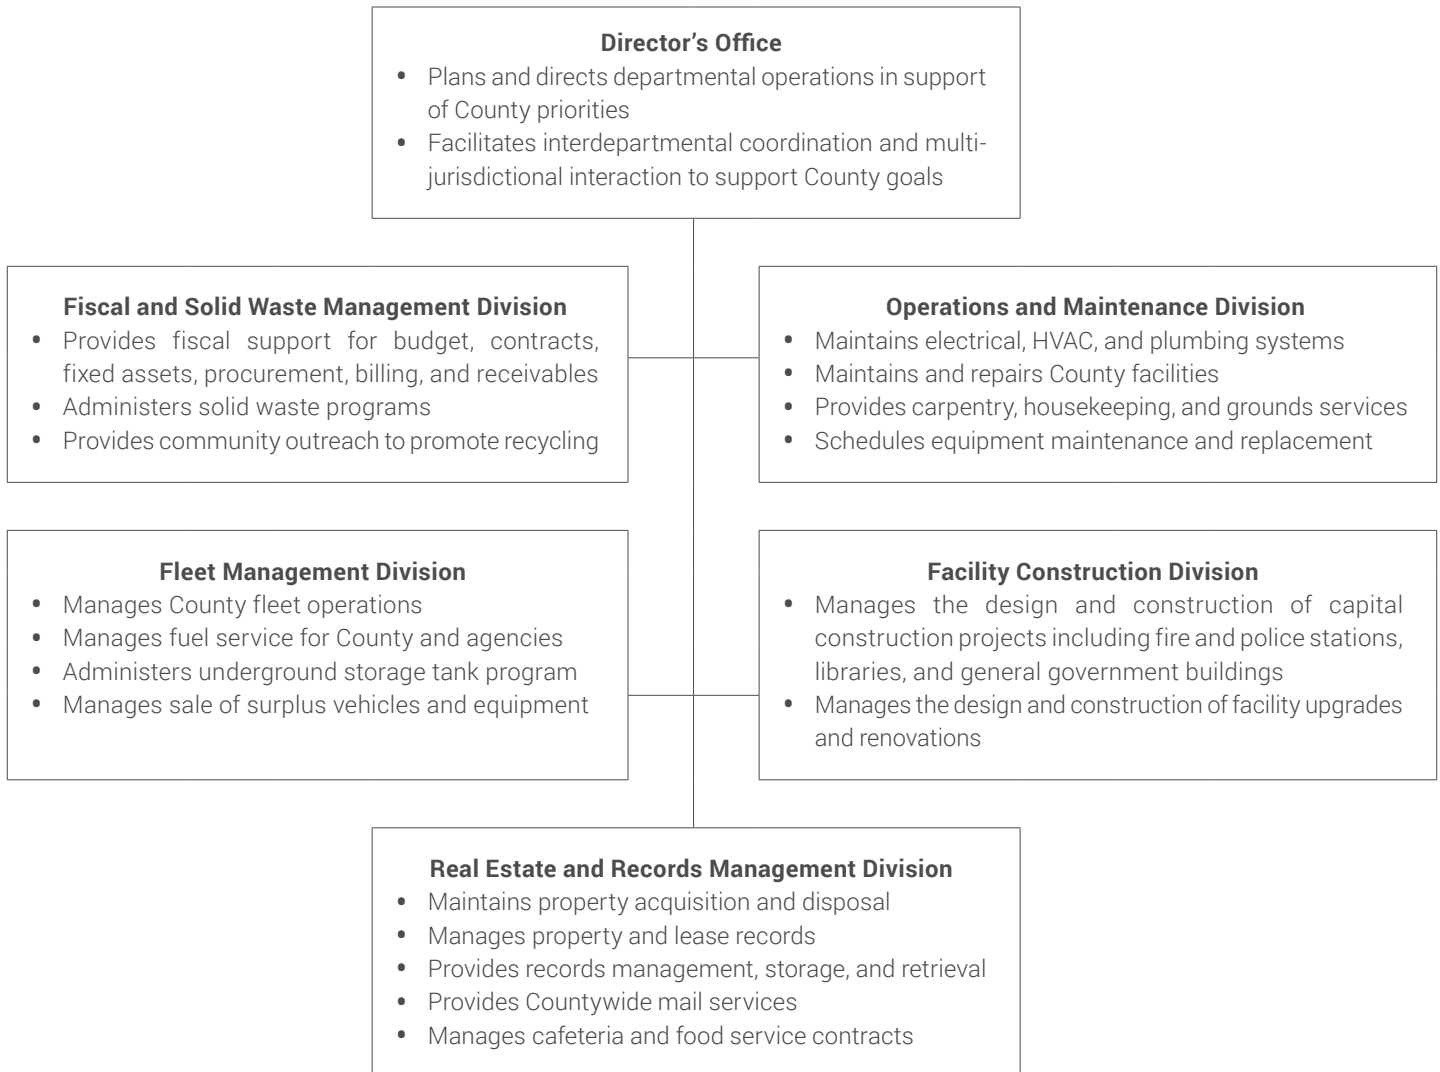 Director’s Office
• Plans and directs departmental operations in support
of County priorities
• Facilitates interdepartmental coordination and multi-
jurisdictional interaction to support County goals
Fiscal and Solid Waste Management Division
• Provides fiscal support for budget, contracts,
fixed assets, procurement, billing, and receivables
• Administers solid waste programs
• Provides community outreach to promote recycling
Operations and Maintenance Division
• Maintains electrical, HVAC, and plumbing systems
• Maintains and repairs County facilities
• Provides carpentry, housekeeping, and grounds services
• Schedules equipment maintenance and replacement
Fleet Management Division
• Manages County fleet operations
• Manages fuel service for County and agencies
• Administers underground storage tank program
• Manages sale of surplus vehicles and equipment
Facility Construction Division
• Manages the design and construction of capital
construction projects including fire and police stations,
libraries, and general government buildings
• Manages the design and construction of facility upgrades
and renovations
Real Estate and Records Management Division
• Maintains property acquisition and disposal
• Manages property and lease records
• Provides records management, storage, and retrieval
• Provides Countywide mail services
• Manages cafeteria and food service contracts